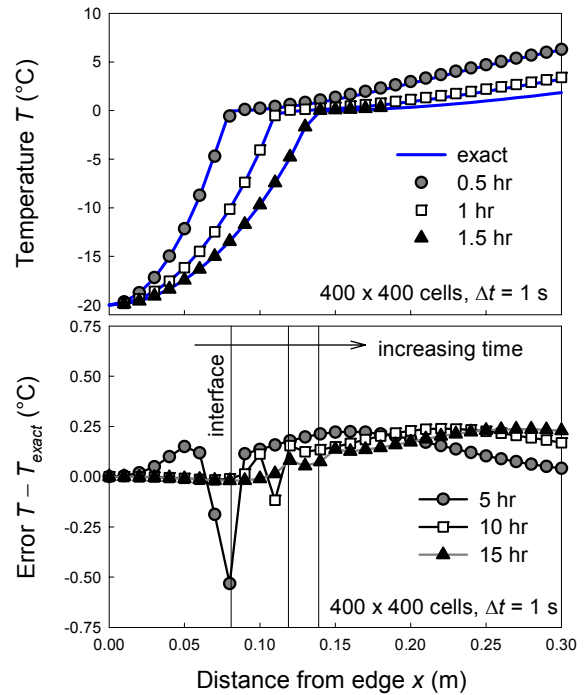 10
5
0
-5
-10
-15
-20
Temperature T (°C)
exact
0.5 hr
1 hr
1.5 hr
400 x 400 cells, Δt = 1 s
0.75
0.50
0.25
0.00
-0.25
-0.50
-0.75
Error T – Texact (°C)
interface
increasing time
5 hr
10 hr
15 hr
400 x 400 cells, Δt = 1 s
0.00 0.05 0.10 0.15 0.20 0.25 0.30
Distance from edge x (m)